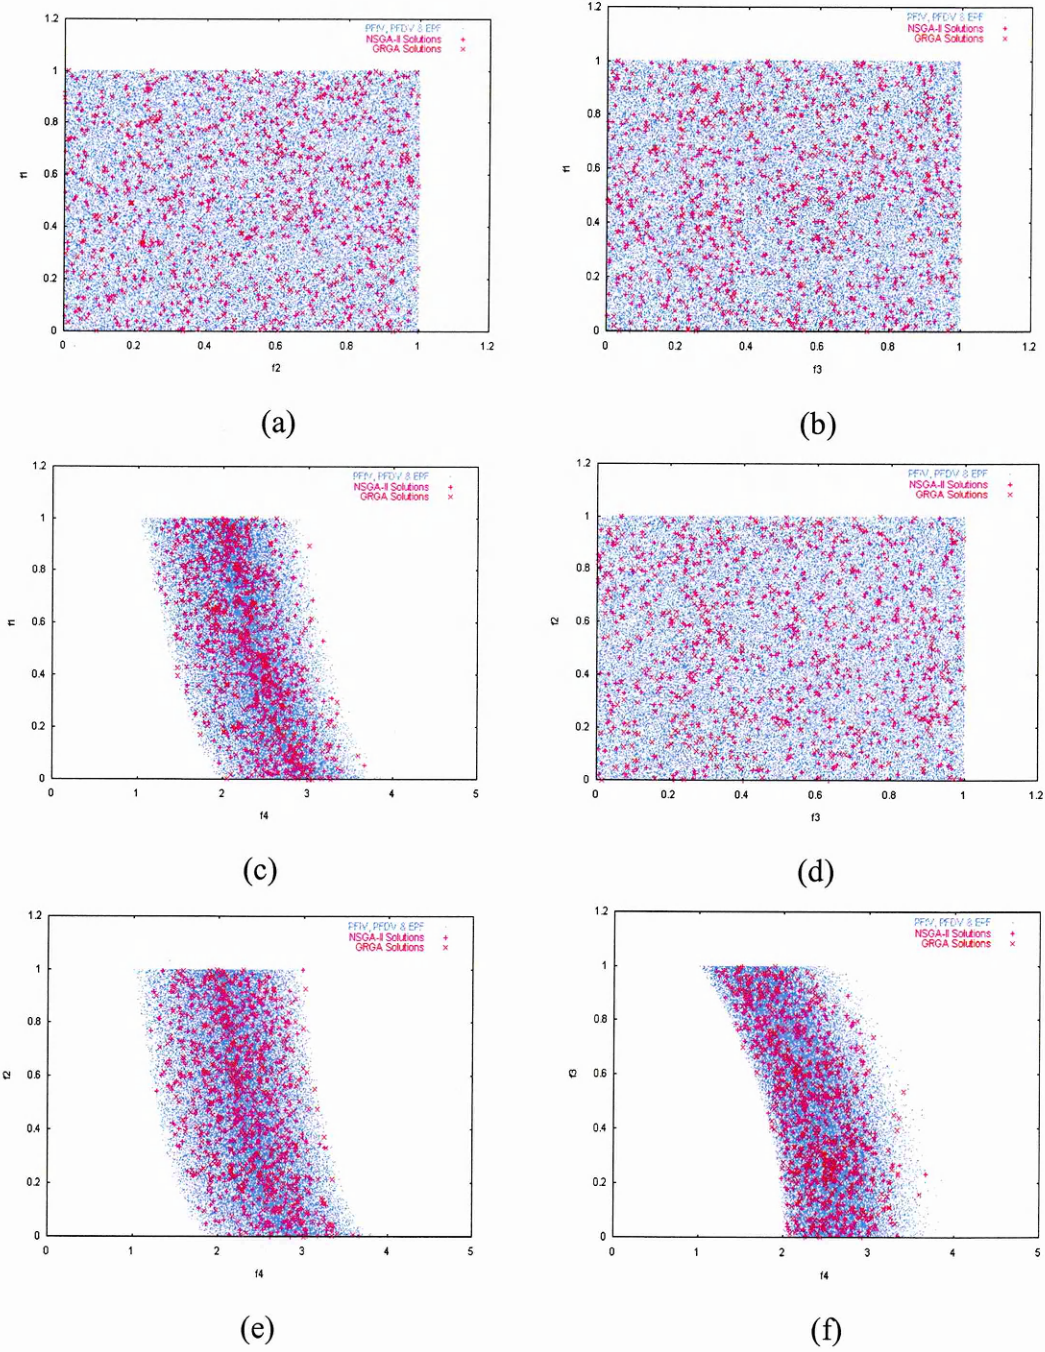 1.2
1
0.8
0.6
0.4
0.2
0
f1
0 0.2 0.4 0.6 0.8 1 1.2
f2
PFIV, PFDV & EPF
NSGA-II Solutions
GRGA Solutions
(a)
1.2
1
0.8
0.6
0.4
0.2
0
f1
0 0.2 0.4 0.6 0.8 1 1.2
f3
PFIV, PFDV & EPF
NSGA-II Solutions
GRGA Solutions
(b)
1.2
1
0.8
0.6
0.4
0.2
0
f1
0 1 2 3 4 5
f4
PFIV, PFDV & EPF
NSGA-II Solutions
GRGA Solutions
(c)
1.2
1
0.8
0.6
0.4
0.2
0
f2
0 0.2 0.4 0.6 0.8 1 1.2
f3
PFIV, PFDV & EPF
NSGA-II Solutions
GRGA Solutions
(d)
1.2
1
0.8
0.6
0.4
0.2
0
f2
0 1 2 3 4 5
f4
PFIV, PFDV & EPF
NSGA-II Solutions
GRGA Solutions
(e)
1.2
1
0.8
0.6
0.4
0.2
0
f3
0 1 2 3 4 5
f4
PFIV, PFDV & EPF
NSGA-II Solutions
GRGA Solutions
(f)